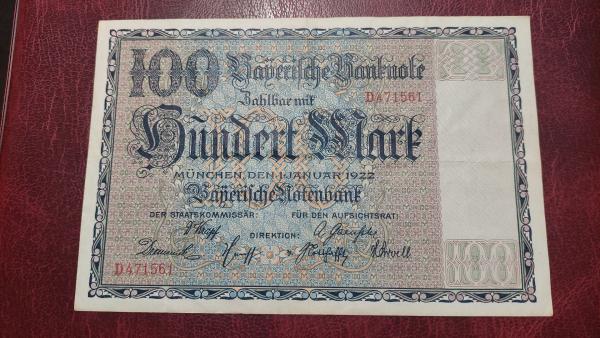 100 Bayerische Banknote
Zahlbar mit
D471561
Hundert Mark
MÜNCHEN, DEN 1.JANUAR 1922
Bayerische Notenbank
DER STAATSKOMMISSÄR: FÜR DEN AUFSICHTSRAT:
DIREKTION:
D471561
100